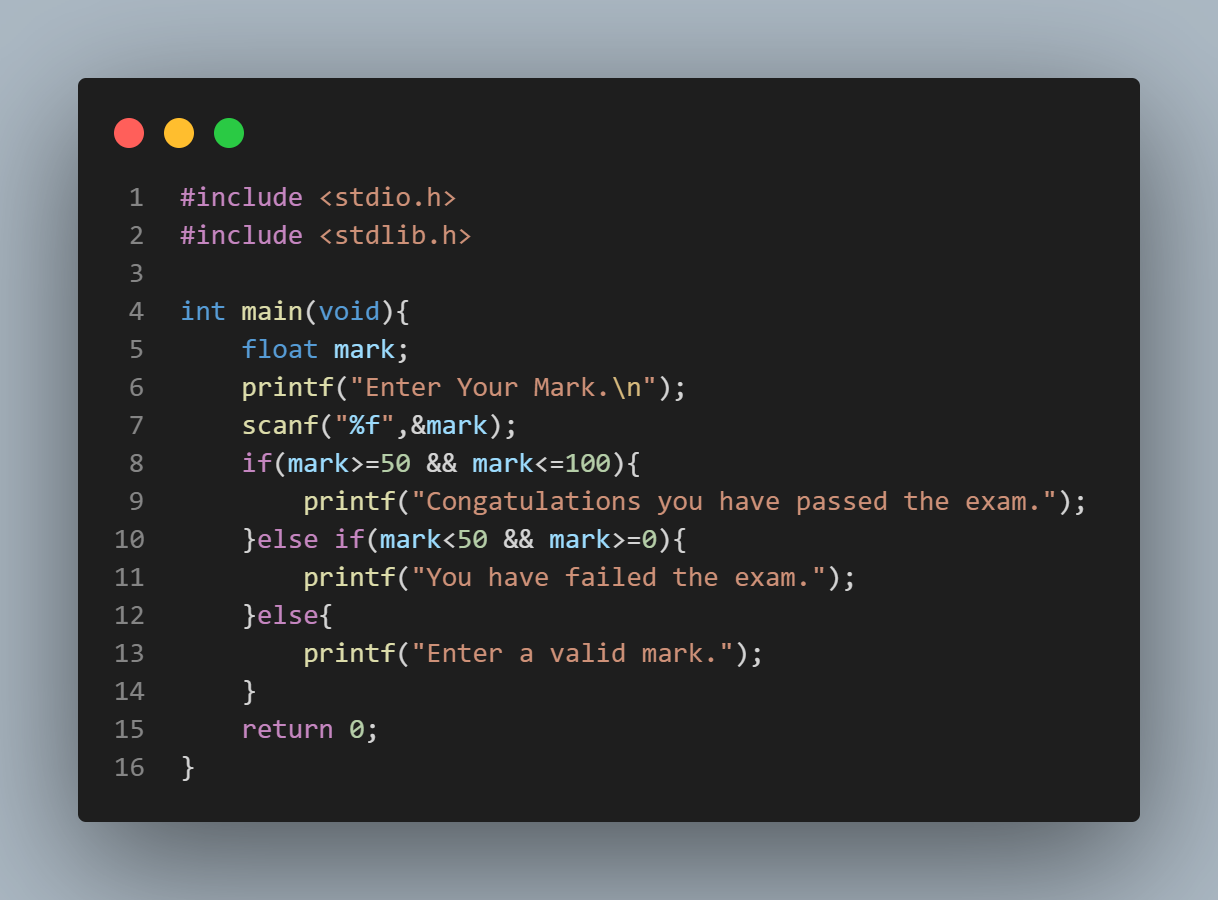 1 #include <stdio.h>
2 #include <stdlib.h>
3
4 int main(void){
5     float mark;
6     printf("Enter Your Mark.\n");
7     scanf("%f",&mark);
8     if(mark>=50 && mark<=100){
9         printf("Congatulations you have passed the exam.");
10     }else if(mark<50 && mark>=0){
11         printf("You have failed the exam.");
12     }else{
13         printf("Enter a valid mark.");
14     }
15     return 0;
16 }